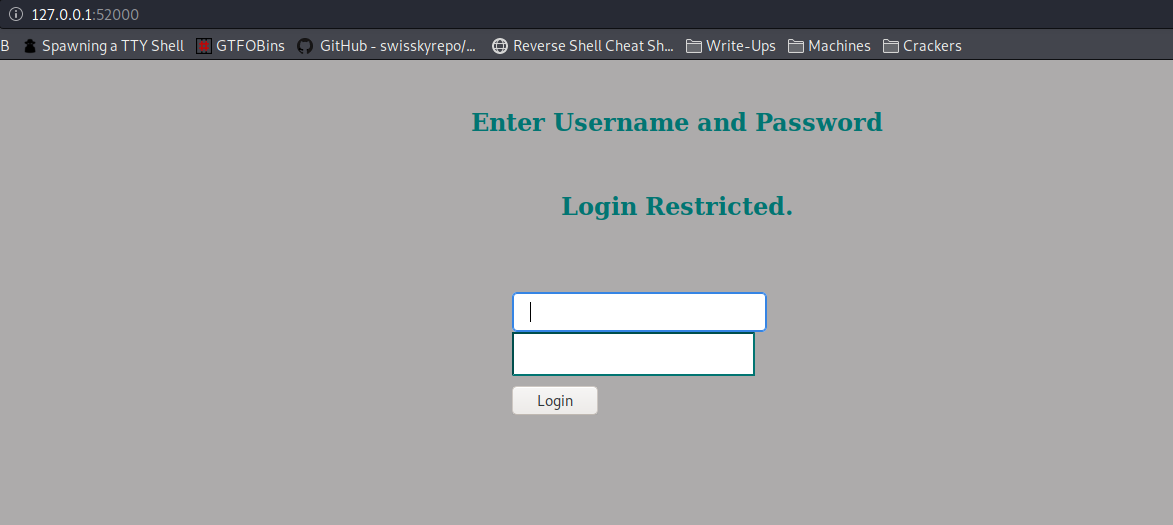 127.0.0.1:52000
B Spawning a TTY Shell GTFOBins GitHub - swisskyrepo/... Reverse Shell Cheat Sh... Write-Ups Machines Crackers
Enter Username and Password
Login Restricted.
Login